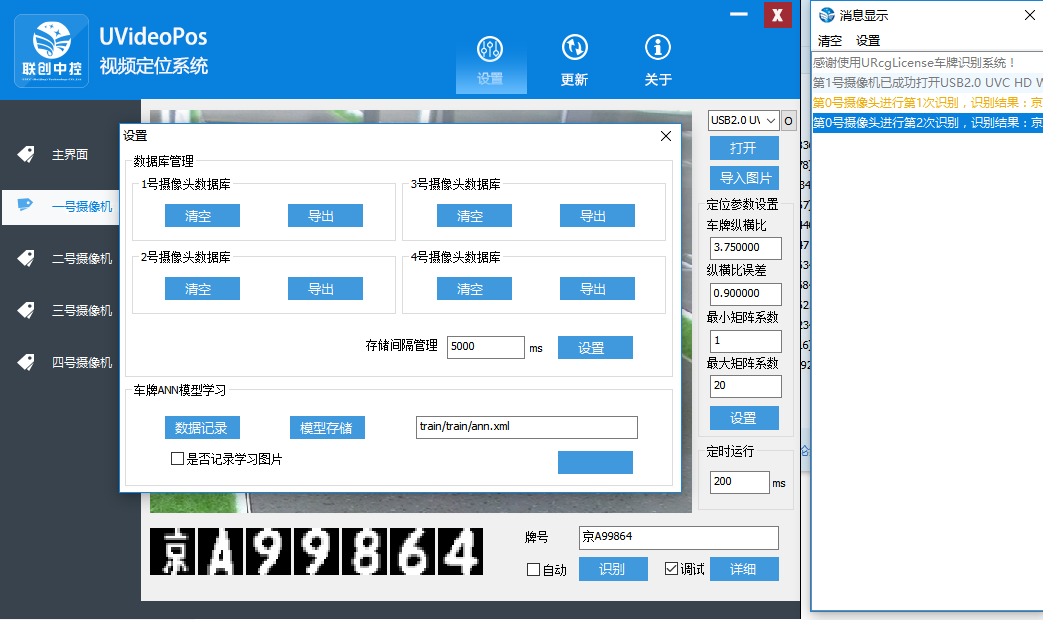 联创中控
UVideoPos
视频定位系统
设置
更新
关于
X
主界面
一号摄像机
二号摄像机
三号摄像机
四号摄像机
设置
数据库管理
1号摄像头数据库
清空
导出
3号摄像头数据库
清空
导出
2号摄像头数据库
清空
导出
4号摄像头数据库
清空
导出
存储间隔管理
5000
ms
设置
车牌ANN模型学习
数据记录
模型存储
train/train/ann.xml
是否记录学习图片
USB2.0 U
O
打开
导入图片
定位参数设置
车牌纵横比
3.750000
纵横比误差
0.900000
最小矩阵系数
1
最大矩阵系数
20
设置
定时运行
200
ms
京A99864
牌号
京A99864
自动
识别
调试
详细
消息显示
清空 设置
感谢使用URcgLicense车牌识别系统！
第1号摄像机已成功打开USB2.0 UVC HD
第0号摄像头进行第1次识别，识别结果：京
第0号摄像头进行第2次识别，识别结果：京